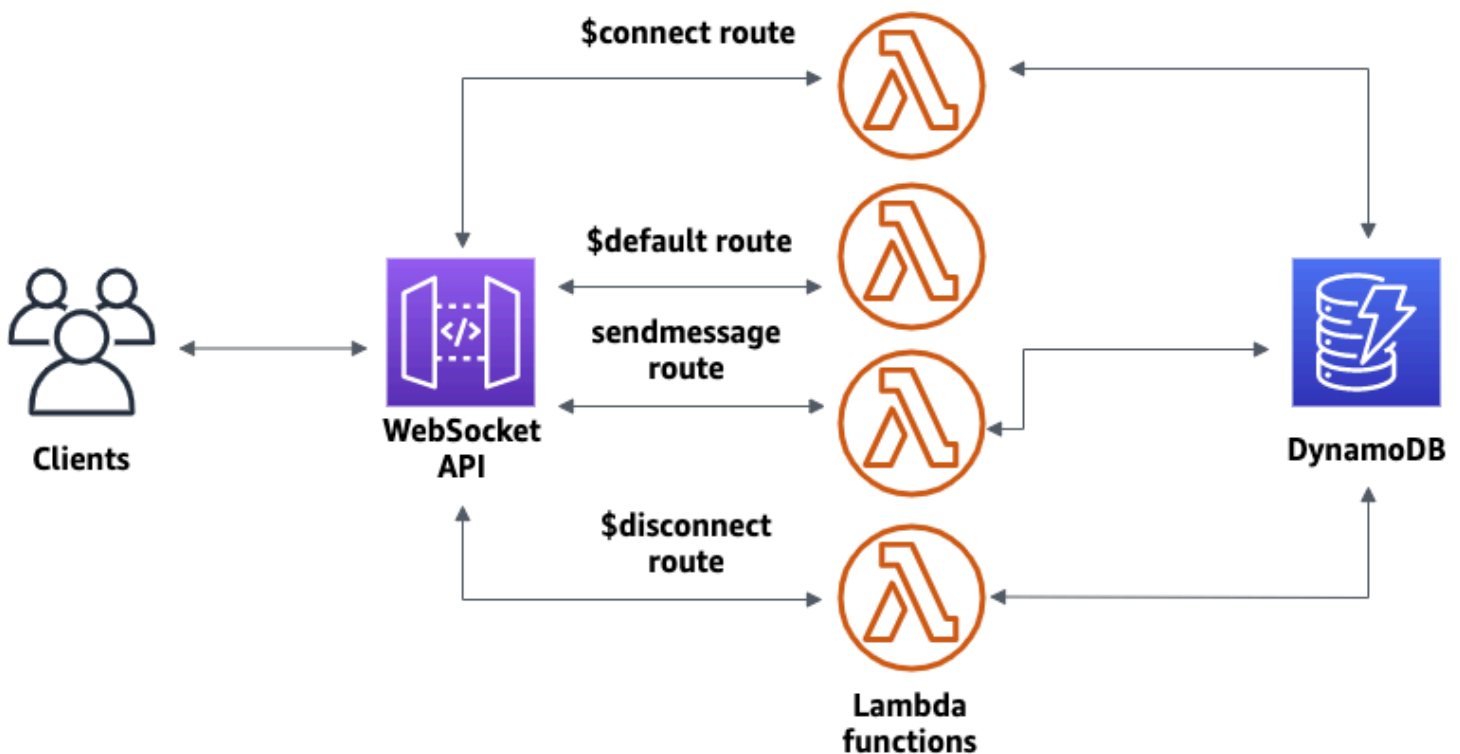 $connect route
$default route
sendmessage
route
</>
WebSocket
API
Clients
DynamoDB
$disconnect
route
Lambda
functions